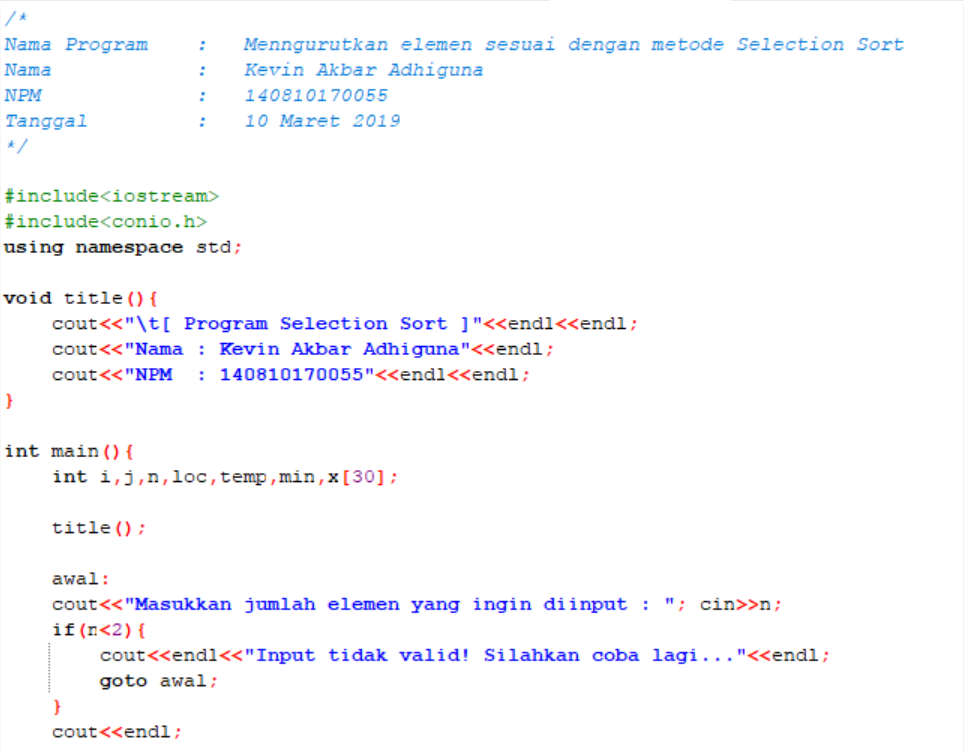 /*
Nama Program    :   Menngurutkan elemen sesuai dengan metode Selection Sort
Nama            :   Kevin Akbar Adhiguna
NPM             :   140810170055
Tanggal         :   10 Maret 2019
*/

#include<iostream>
#include<conio.h>
using namespace std;

void title(){
    cout<<"\t[ Program Selection Sort ]"<<endl<<endl;
    cout<<"Nama : Kevin Akbar Adhiguna"<<endl;
    cout<<"NPM  : 140810170055"<<endl<<endl;
}

int main(){
    int i,j,n,loc,temp,min,x[30];

    title();

    awal:
    cout<<"Masukkan jumlah elemen yang ingin diinput : "; cin>>n;
    if(n<2){
        cout<<endl<<"Input tidak valid! Silahkan coba lagi..."<<endl;
        goto awal;
    }
    cout<<endl;